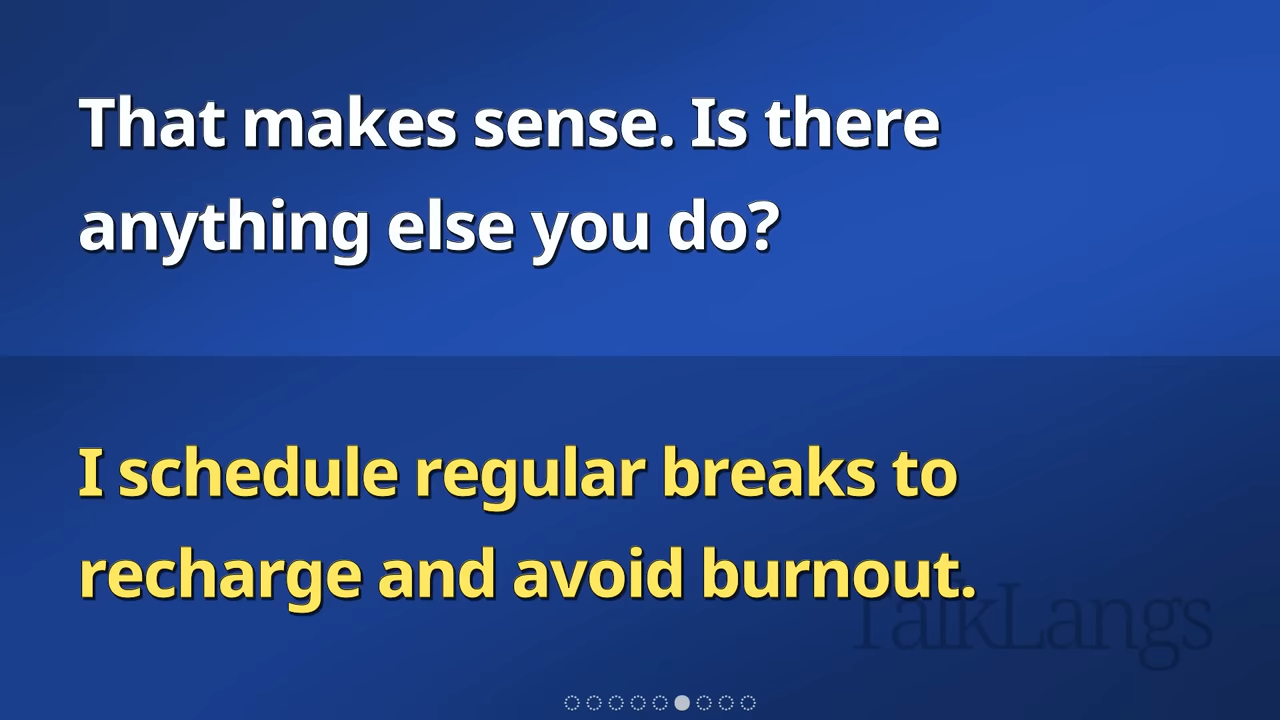 That makes sense. Is there
anything else you do?
I schedule regular breaks to
recharge and avoid burnout.
TalkLangs